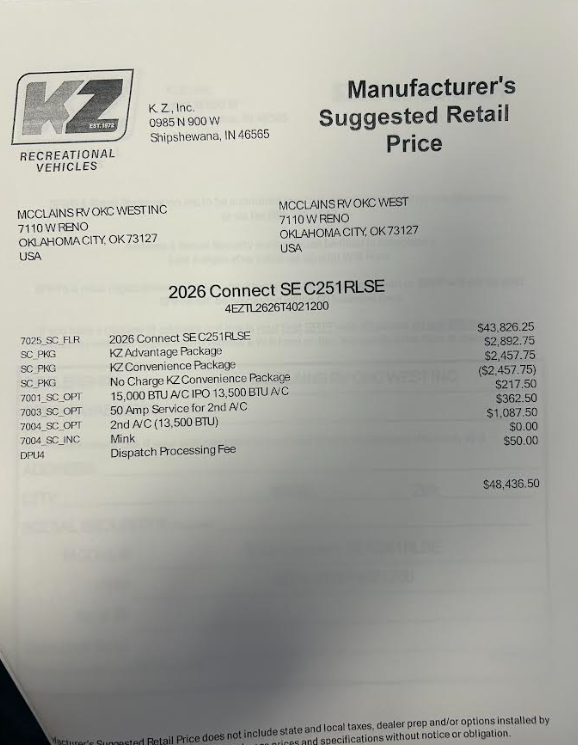 KZ
EST. 1972
RECREATIONAL
VEHICLES
K. Z., Inc.
0985 N 900 W
Shipshewana, IN 46565
Manufacturer's
Suggested Retail
Price
MCCLAINS RV OKC WEST INC
7110 W RENO
OKLAHOMA CITY, OK 73127
USA
MCCLAINS RV OKC WEST
7110 W RENO
OKLAHOMA CITY, OK 73127
USA
2026 Connect SE C251RLSE
4EZTL2626T4021200
7025_SC_FLR 2026 Connect SE C251RLSE $43,826.25
SC_PKG KZ Advantage Package $2,892.75
SC_PKG KZ Convenience Package $2,457.75
SC_PKG No Charge KZ Convenience Package ($2,457.75)
7001_SC_OPT 15,000 BTU A/C IPO 13,500 BTU A/C $217.50
7003_SC_OPT 50 Amp Service for 2nd A/C $362.50
7004_SC_OPT 2nd A/C (13,500 BTU) $1,087.50
7004_SC_INC Mink $0.00
DPU4 Dispatch Processing Fee $50.00
$48,436.50
Suggested Retail Price does not include state and local taxes, dealer prep and/or options installed by
prices and specifications without notice or obligation.